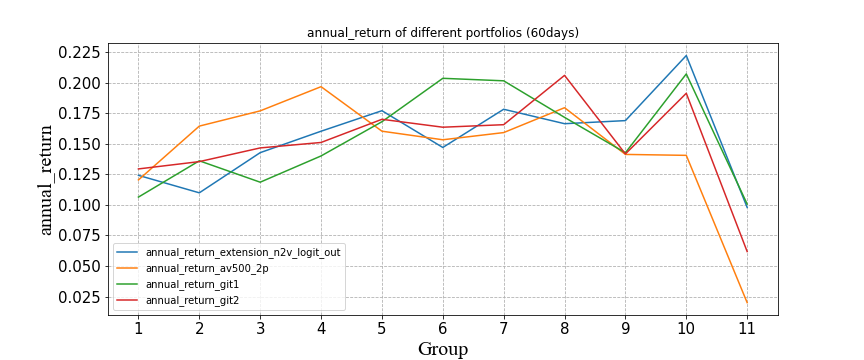 annual_return of different portfolios (60days)
annual_return
0.225
0.200
0.175
0.150
0.125
0.100
0.075
0.050
0.025
annual_return_extension_n2v_logit_out
annual_return_av500_2p
annual_return_git1
annual_return_git2
1 2 3 4 5 6 7 8 9 10 11
Group